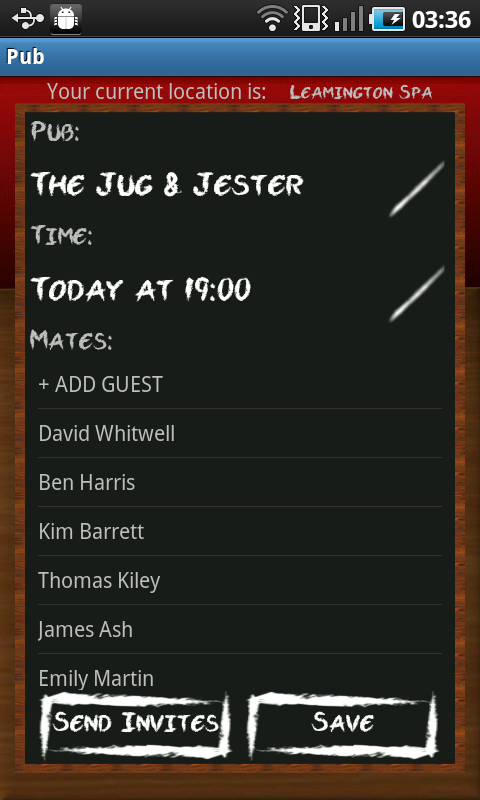 03:36
Pub
Your current location is: Leamington Spa
Pub:
The Jug & Jester
Time:
Today at 19:00
Mates:
+ ADD GUEST
David Whitwell
Ben Harris
Kim Barrett
Thomas Kiley
James Ash
Emily Martin
Send Invites Save